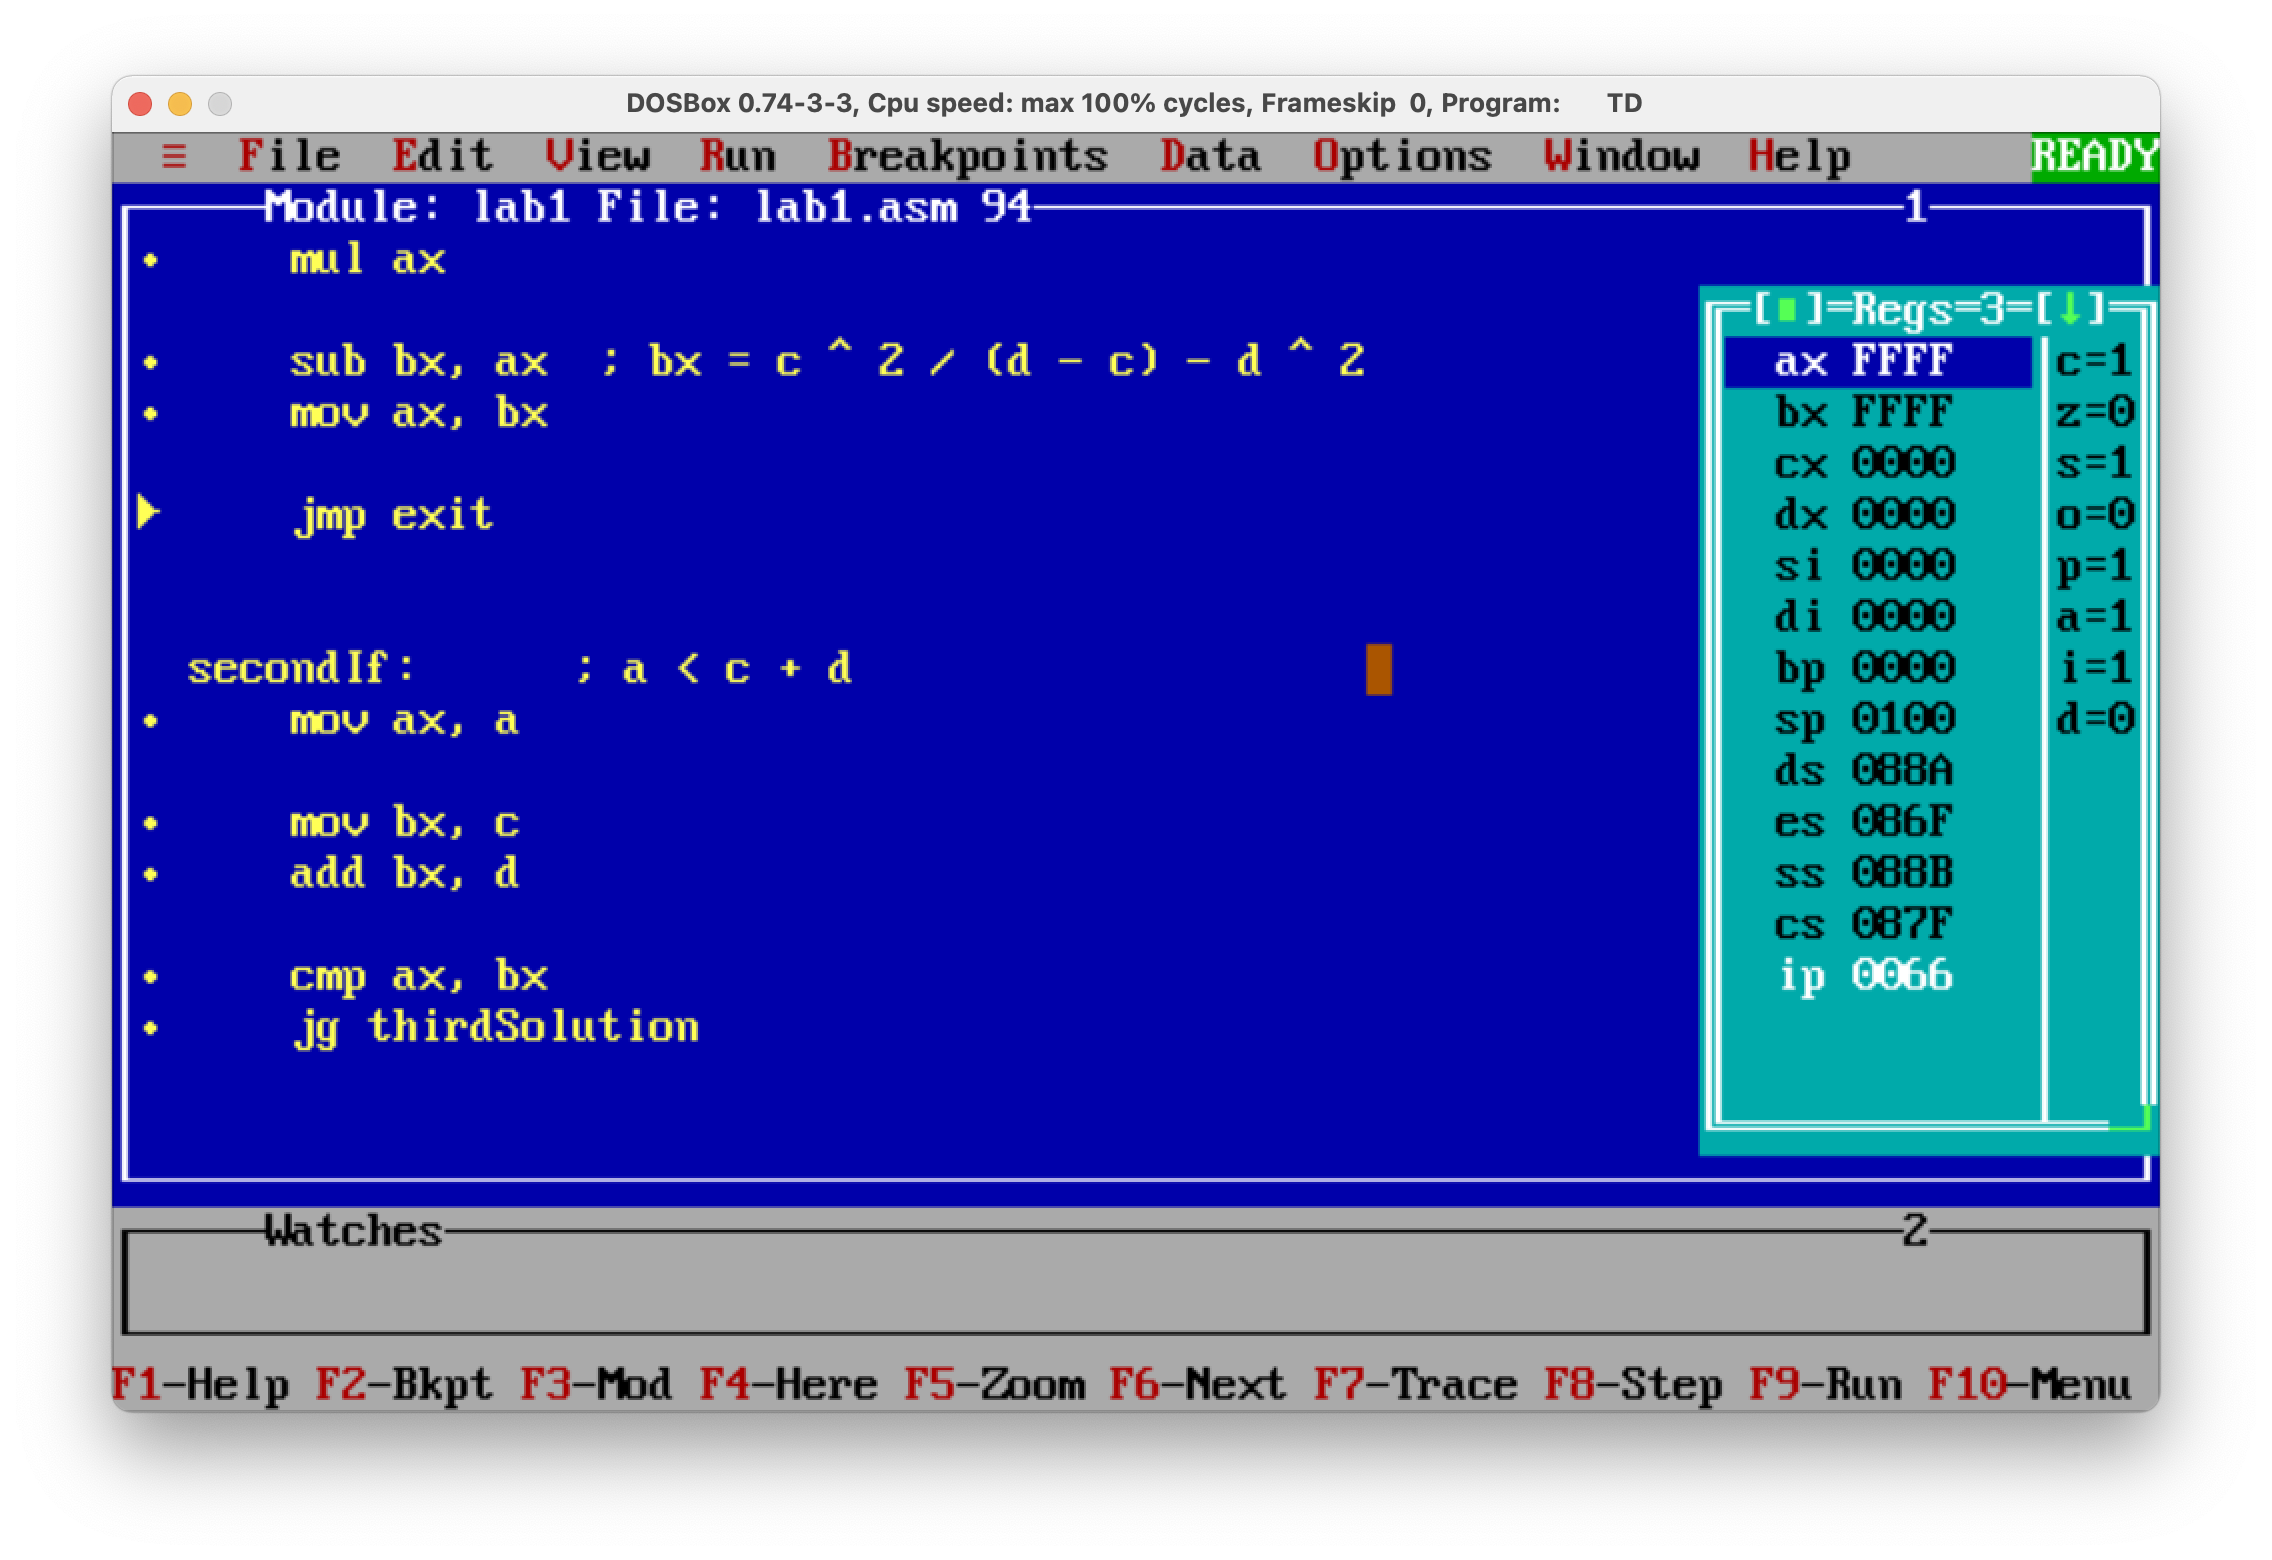 DOSBox 0.74-3-3, Cpu speed: max 100% cycles, Frameskip 0, Program: TD
≡ File Edit View Run Breakpoints Data Options Window Help READY
Module: lab1 File: lab1.asm 94 1
mul ax
sub bx, ax ; bx = c ^ 2 / (d - c) - d ^ 2
mov ax, bx
jmp exit
secondIf: ; a < c + d
mov ax, a
mov bx, c
add bx, d
cmp ax, bx
jg thirdSolution
[■]=Regs=3=[↓]
ax FFFF c=1
bx FFFF z=0
cx 0000 s=1
dx 0000 o=0
si 0000 p=1
di 0000 a=1
bp 0000 i=1
sp 0100 d=0
ds 088A
es 086F
ss 088B
cs 087F
ip 0066
Watches 2
F1-Help F2-Bkpt F3-Mod F4-Here F5-Zoom F6-Next F7-Trace F8-Step F9-Run F10-Menu